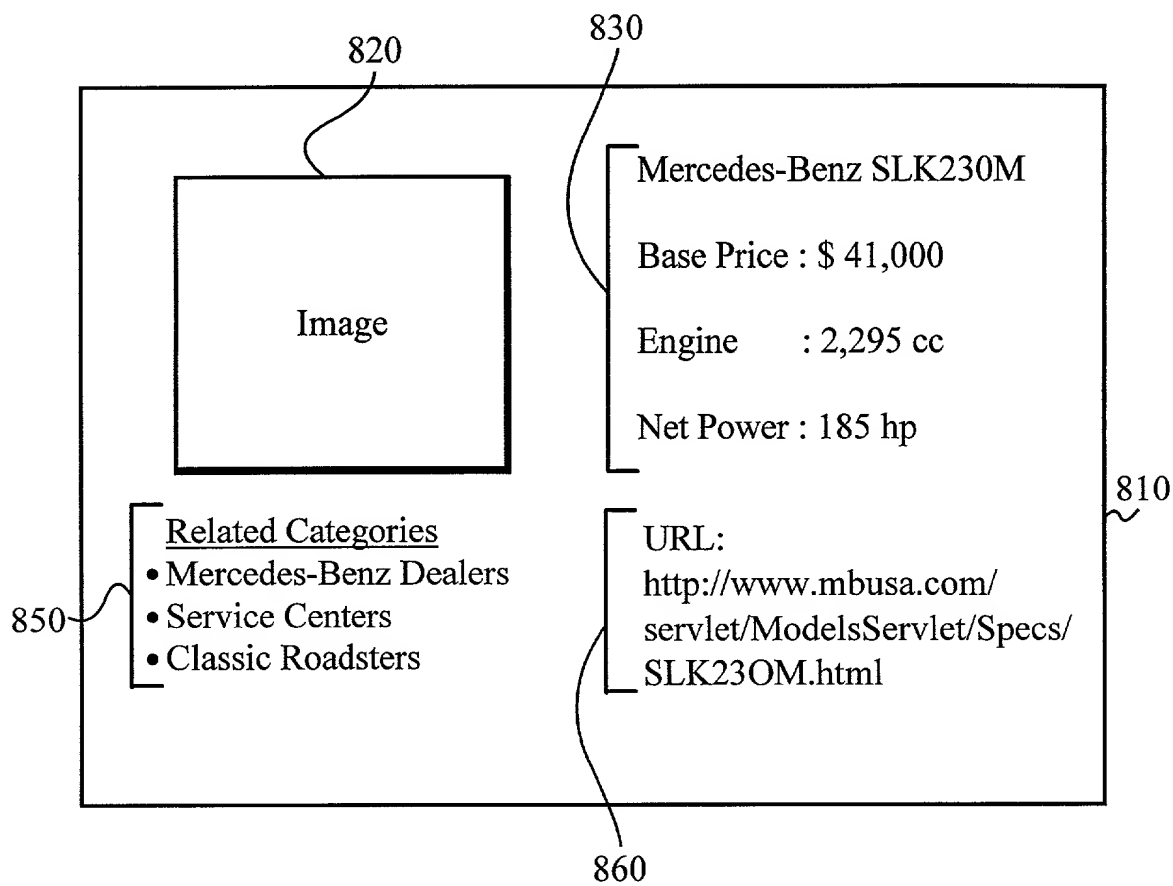 820
830
Image
Mercedes-Benz SLK230M
Base Price : $ 41,000
Engine : 2,295 cc
Net Power : 185 hp
810
850
Related Categories
• Mercedes-Benz Dealers
• Service Centers
• Classic Roadsters
URL:
http://www.mbusa.com/
servlet/ModelsServlet/Specs/
SLK23OM.html
860